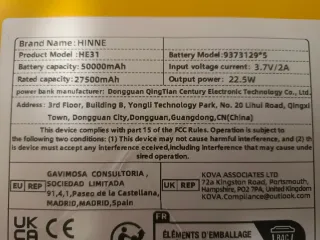 Brand Name: HINNE
Product model: HE31 Battery Model: 9373129*5
Battery capacity: 50000mAh Input voltage current: 3.7V/2A
Rated capacity: 27500mAh Output power: 22.5W
power bank manufacturer: Dongguan QingTian Century Electronic Technology Co., Ltd.
Address: 3rd Floor, Building B, Yongli Technology Park, No. 20 Lihui Road, Qingxi
Town, Dongguan City, Dongguan, Guangdong, CN(China)
This device complies with part 15 of the FCC Rules. Operation is subject to
the following two conditions: (1) This device may not cause harmful interference, and (2) th
is device must accept any interference received, including interference that may cause unde
sired operation.
EU REP
GAVIMOSA CONSULTORIA,
SOCIEDAD LIMITADA
91,4,1,Paseo de la Castellana,
MADRID,MADRID,Spain
UK REP
KOVA ASSOCIATES LTD
72a Kingston Road, Portsmouth,
Hampshire, PO2 7PA, United Kingdom
KOVA.Compliance@outlook.com
UK
CA
FR
ÉLÉMENTS D'EMBALLAGE